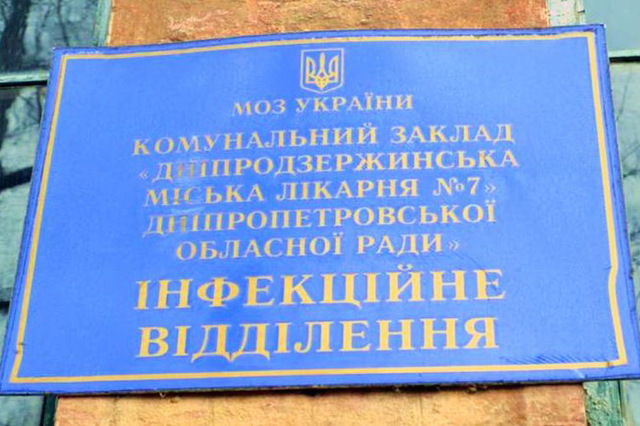 МОЗ УКРАЇНИ
КОМУНАЛЬНИЙ ЗАКЛАД
«ДНІПРОДЗЕРЖИНСЬКА
МІСЬКА ЛІКАРНЯ №7»
ДНІПРОПЕТРОВСЬКОЇ
ОБЛАСНОЇ РАДИ»
ІНФЕКЦІЙНЕ
ВІДДІЛЕННЯ